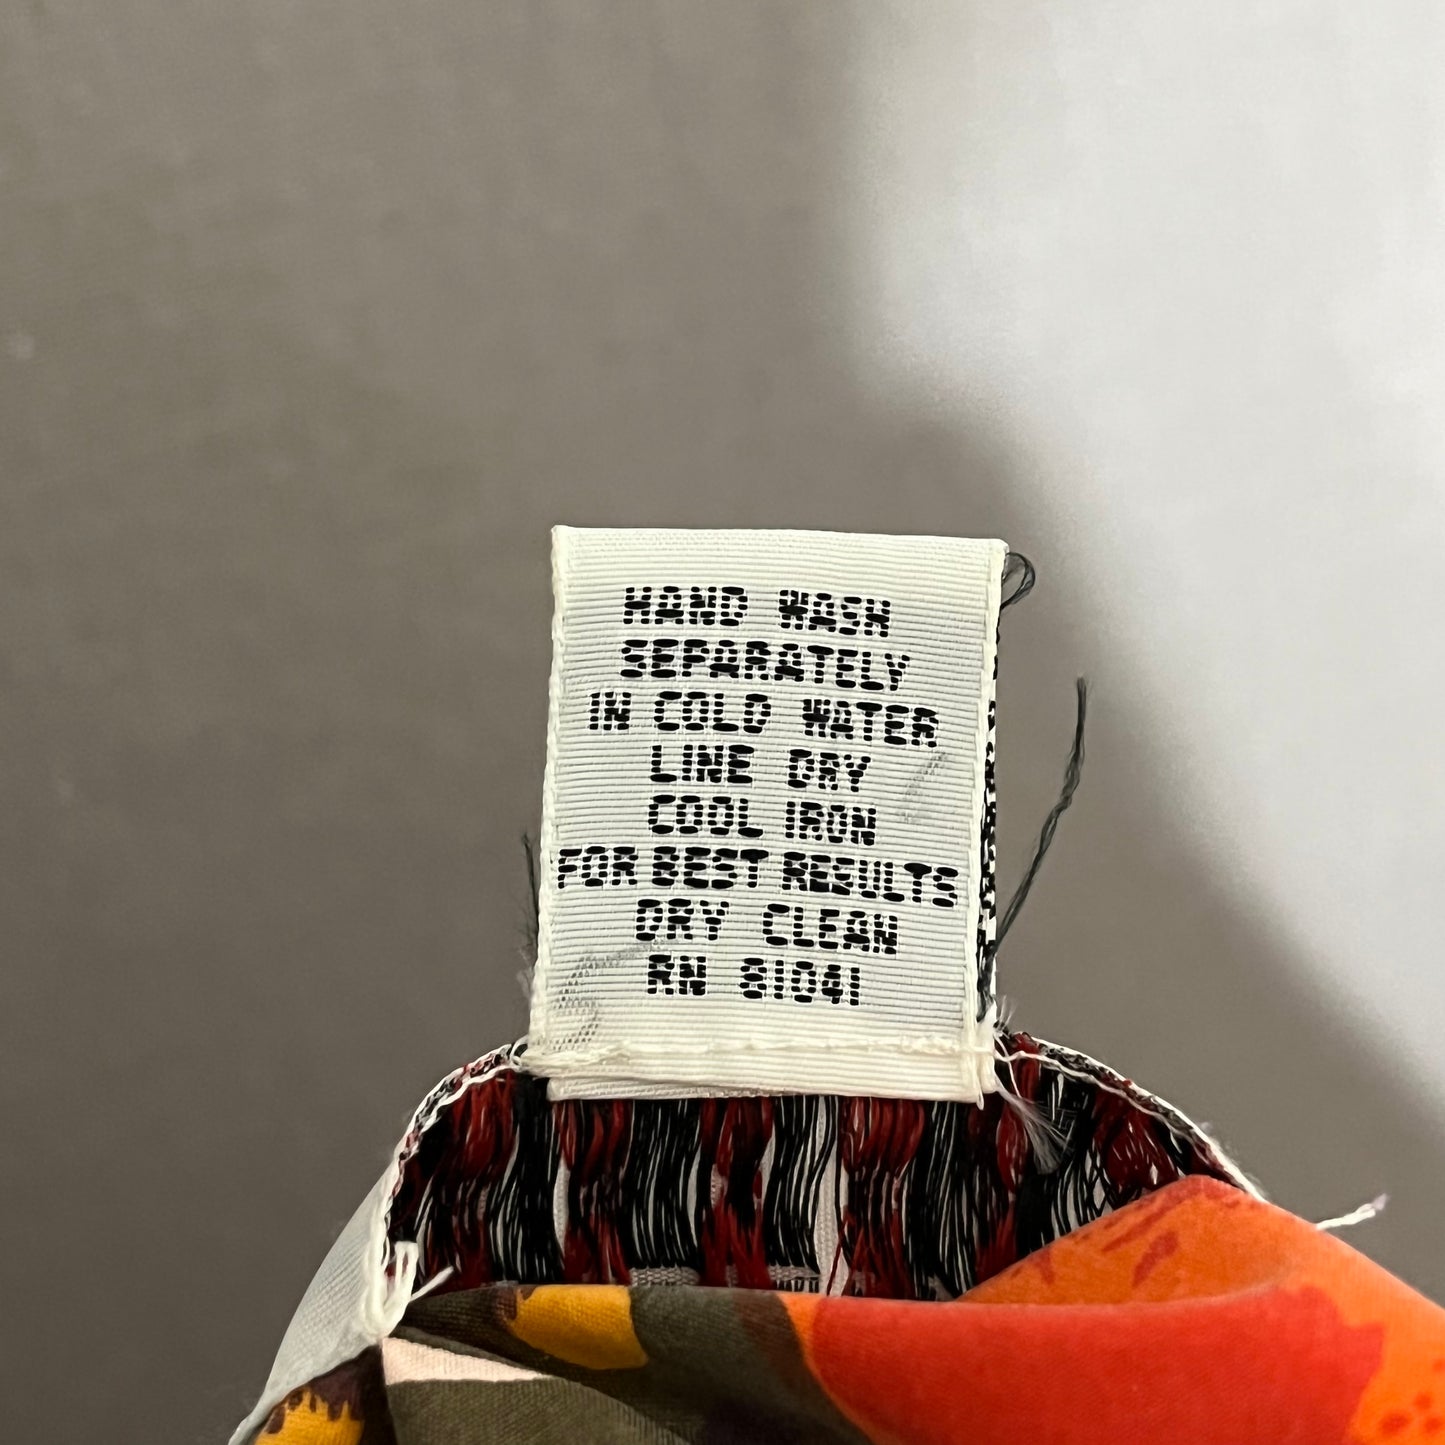 HAND WASH
SEPARATELY
IN COLD WATER
LINE DRY
COOL IRON
FOR BEST RESULTS
DRY CLEAN
RN 81041